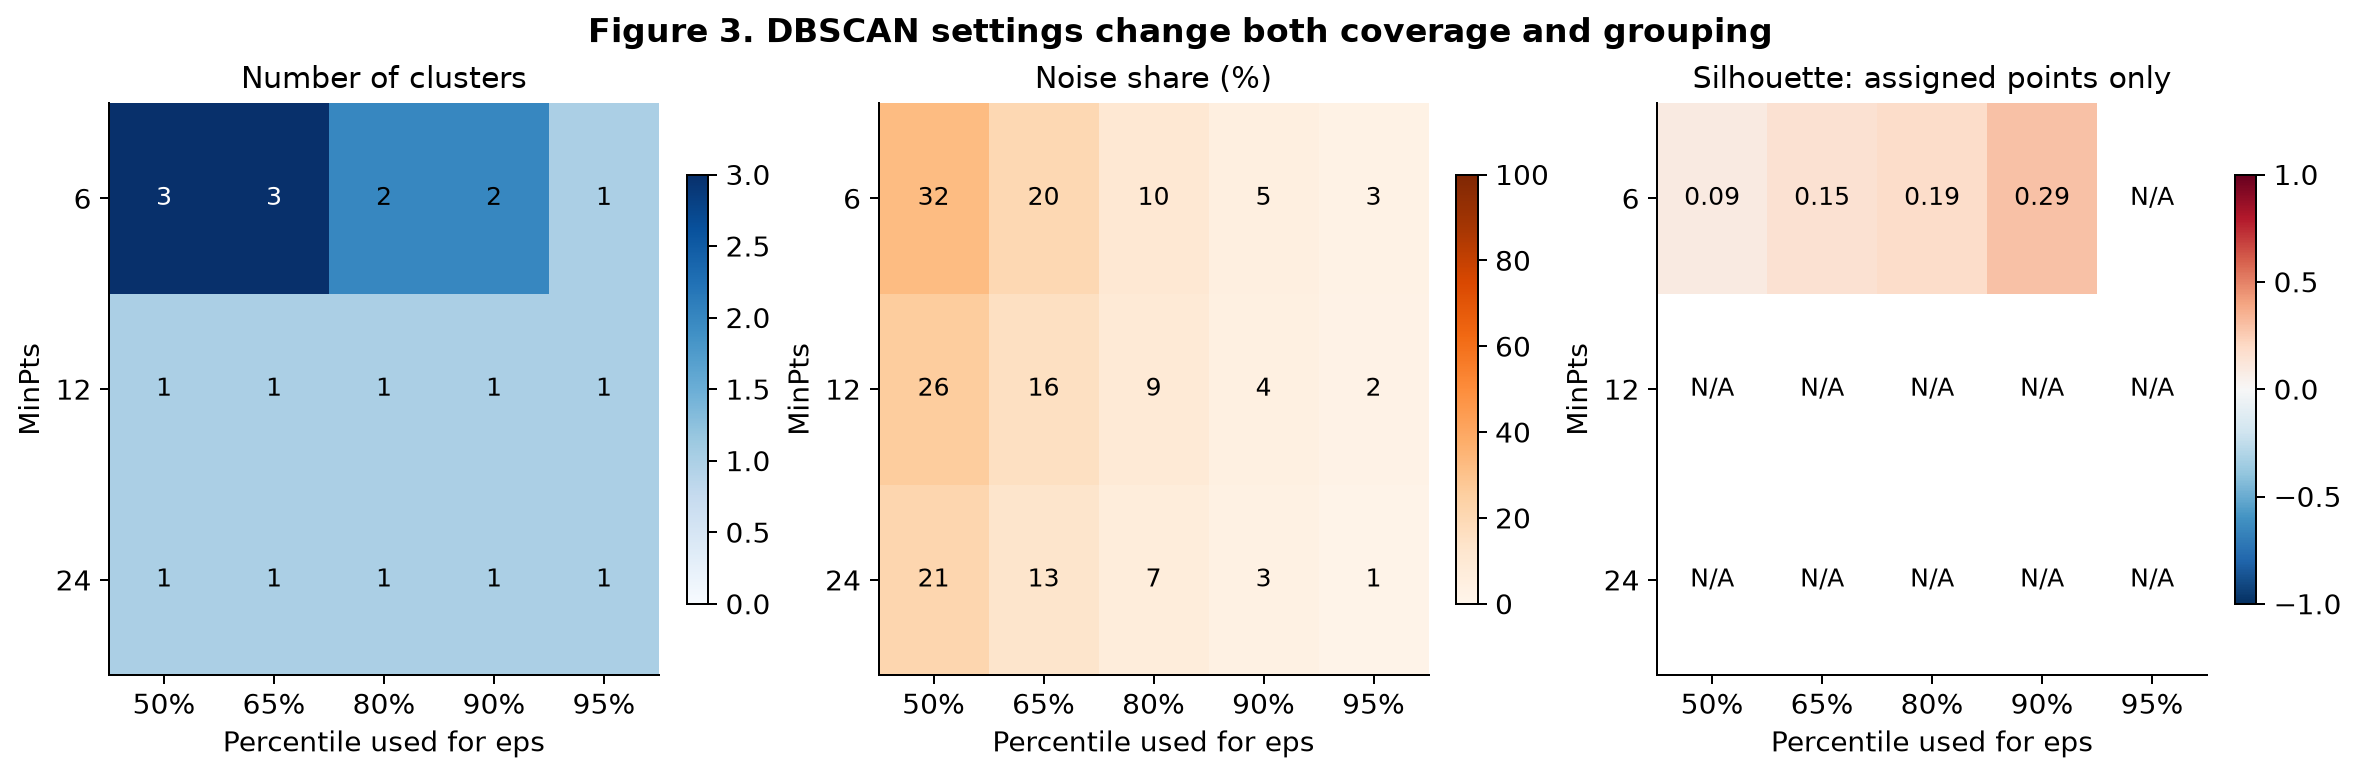 Figure 3. DBSCAN settings change both coverage and grouping
Number of clusters
MinPts
6
12
24
3 3 2 2 1
1 1 1 1 1
1 1 1 1 1
50% 65% 80% 90% 95%
Percentile used for eps
3.0
2.5
2.0
1.5
1.0
0.5
0.0
Noise share (%)
MinPts
6
12
24
32 20 10 5 3
26 16 9 4 2
21 13 7 3 1
50% 65% 80% 90% 95%
Percentile used for eps
100
80
60
40
20
0
Silhouette: assigned points only
MinPts
6
12
24
0.09 0.15 0.19 0.29 N/A
N/A N/A N/A N/A N/A
N/A N/A N/A N/A N/A
50% 65% 80% 90% 95%
Percentile used for eps
1.0
0.5
0.0
−0.5
−1.0